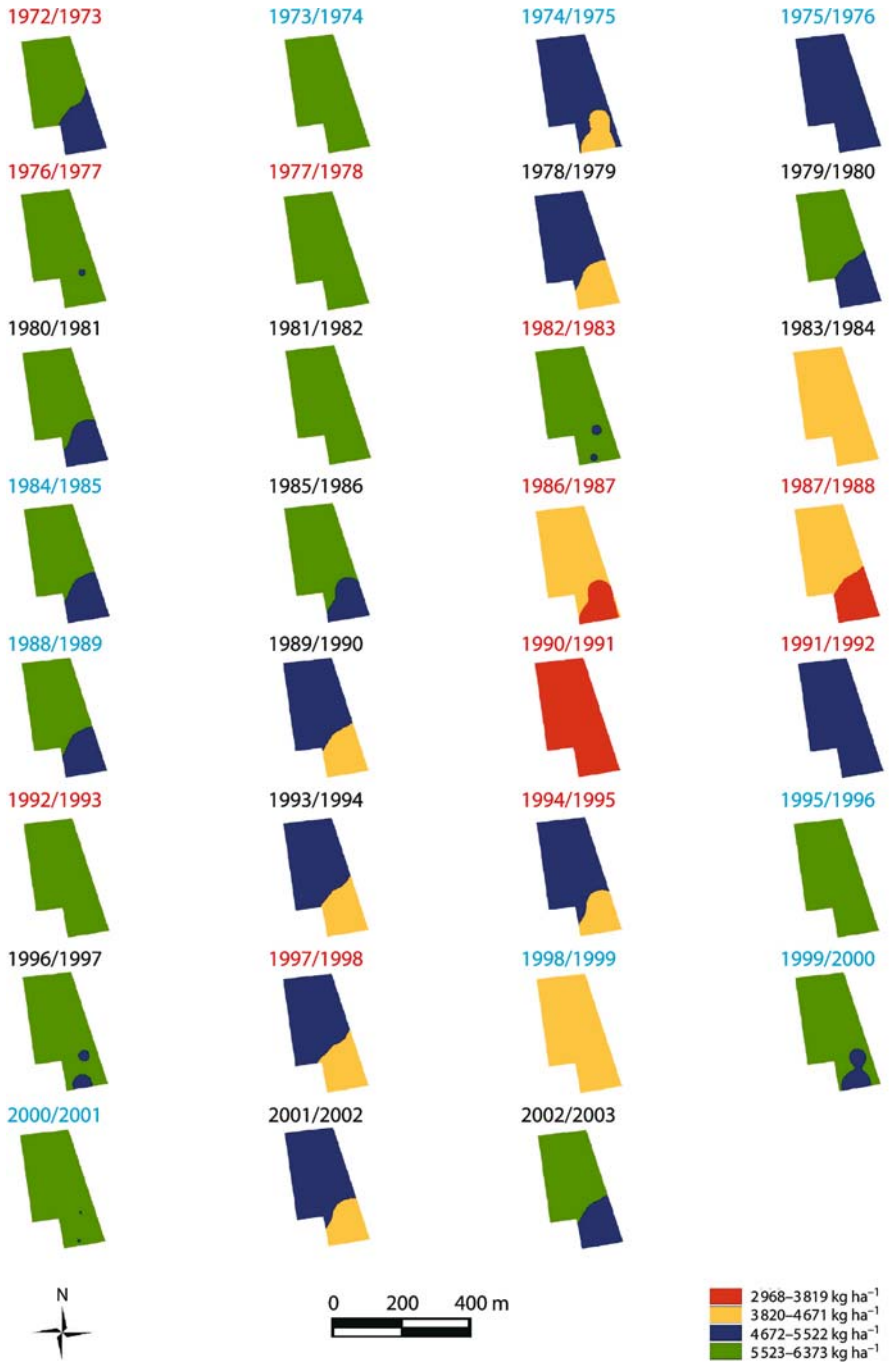 1972/1973 1973/1974 1974/1975 1975/1976
1976/1977 1977/1978 1978/1979 1979/1980
1980/1981 1981/1982 1982/1983 1983/1984
1984/1985 1985/1986 1986/1987 1987/1988
1988/1989 1989/1990 1990/1991 1991/1992
1992/1993 1993/1994 1994/1995 1995/1996
1996/1997 1997/1998 1998/1999 1999/2000
2000/2001 2001/2002 2002/2003
N
0 200 400 m
2968–3819 kg ha⁻¹
3820–4671 kg ha⁻¹
4672–5522 kg ha⁻¹
5523–6373 kg ha⁻¹